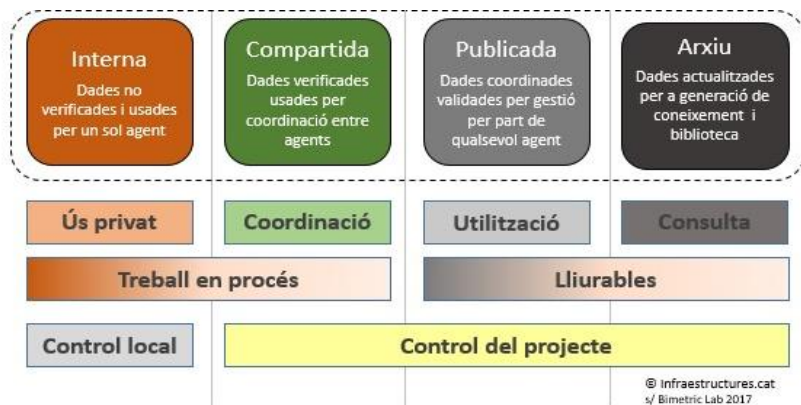 Interna
Dades no
verificades i usades
per un sol agent
Compartida
Dades verificades
usades per
coordinació entre
agents
Publicada
Dades coordinades
validades per gestió
per part de
qualsevol agent
Arxiu
Dades actualitzades
per a generació de
coneixement i
biblioteca
Ús privat
Coordinació
Utilització
Consulta
Treball en procés
Lliurables
Control local
Control del projecte
© Infraestructures.cat
s/ Bimetric Lab 2017